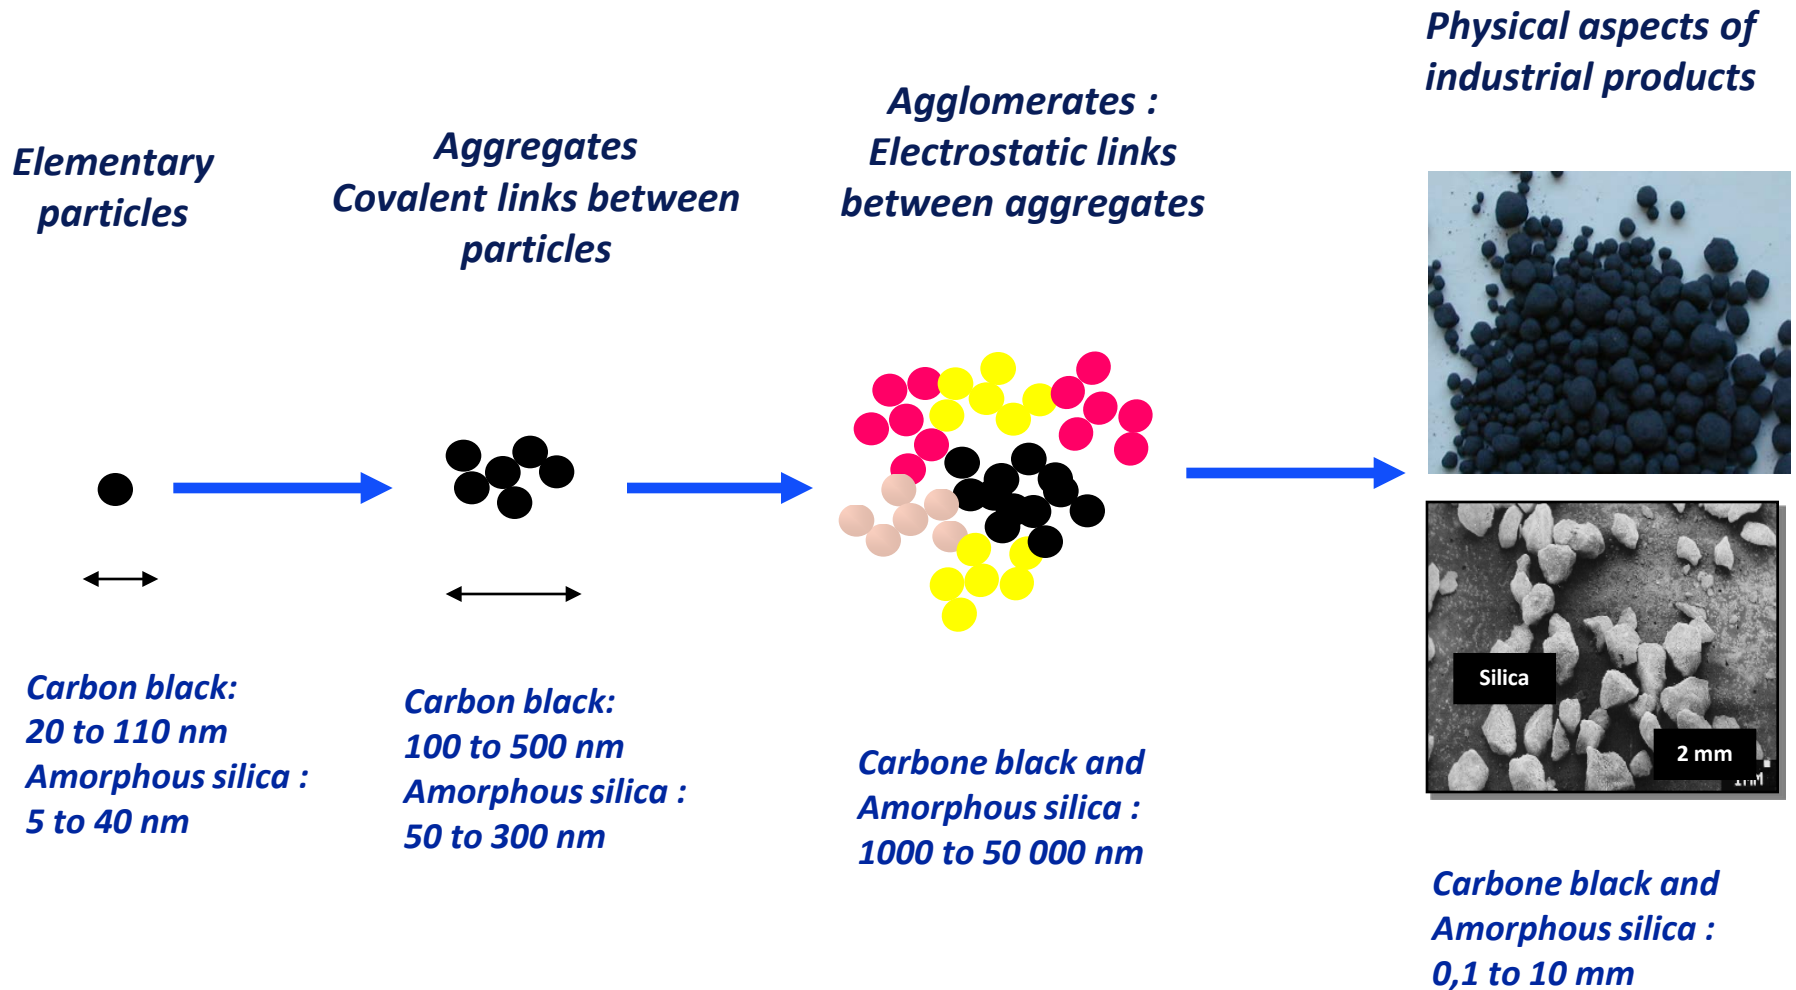 Elementary
particles
Aggregates
Covalent links between
particles
Agglomerates :
Electrostatic links
between aggregates
Physical aspects of
industrial products
Carbon black:
20 to 110 nm
Amorphous silica :
5 to 40 nm
Carbon black:
100 to 500 nm
Amorphous silica :
50 to 300 nm
Carbone black and
Amorphous silica :
1000 to 50 000 nm
Silica
2 mm
Carbone black and
Amorphous silica :
0,1 to 10 mm